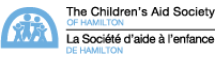 The Children's Aid Society
OF HAMILTON
La Société d'aide à l'enfance
DE HAMILTON